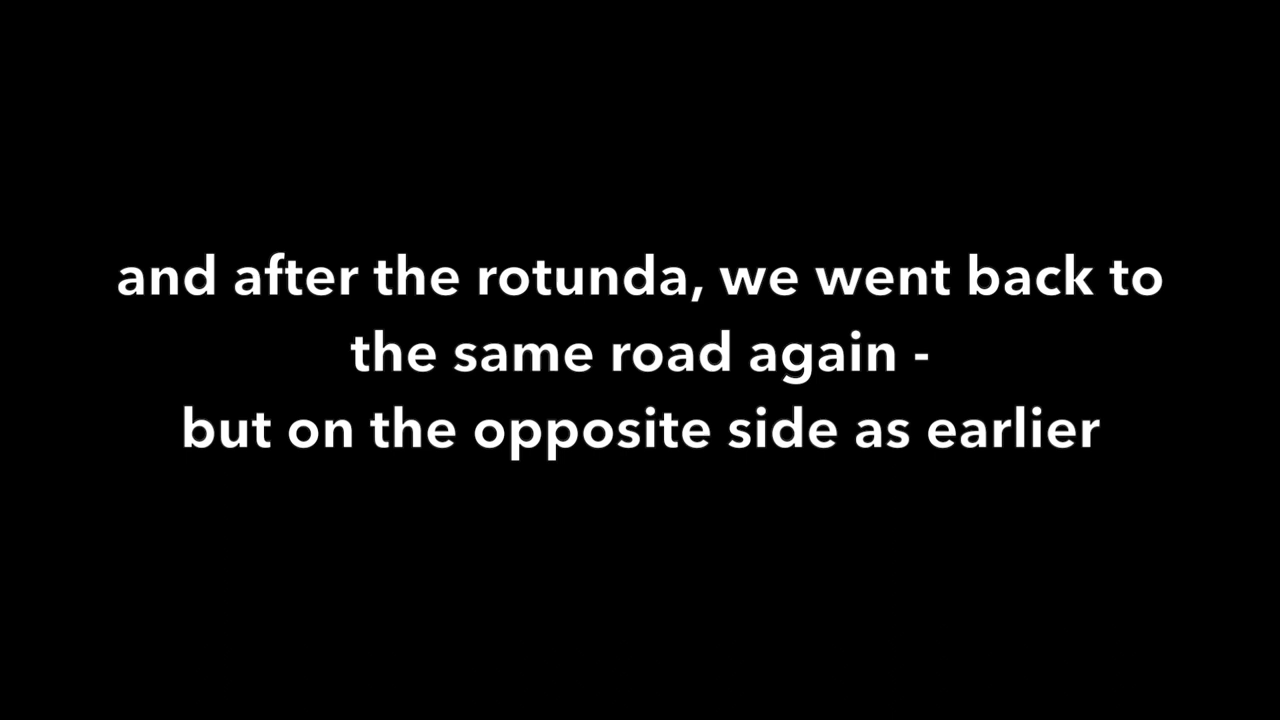 and after the rotunda, we went back to
the same road again -
but on the opposite side as earlier